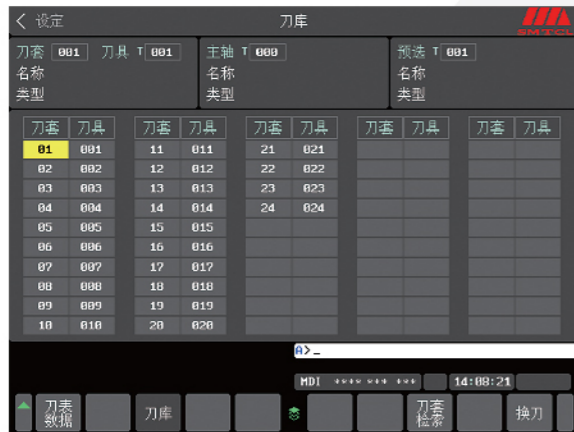 设定 刀库 SMTCL
刀套 001 刀具 T 001 主轴 T 000 预选 T 001
名称 名称 名称
类型 类型 类型
刀套 刀具 刀套 刀具 刀套 刀具 刀套 刀具 刀套 刀具
01 001 11 011 21 021
02 002 12 012 22 022
03 003 13 013 23 023
04 004 14 014 24 024
05 005 15 015
06 006 16 016
07 007 17 017
08 008 18 018
09 009 19 019
10 010 20 020
A>_
MDI **** *** *** 14:08:21
刀表 刀库 刀套 换刀
数据 检索